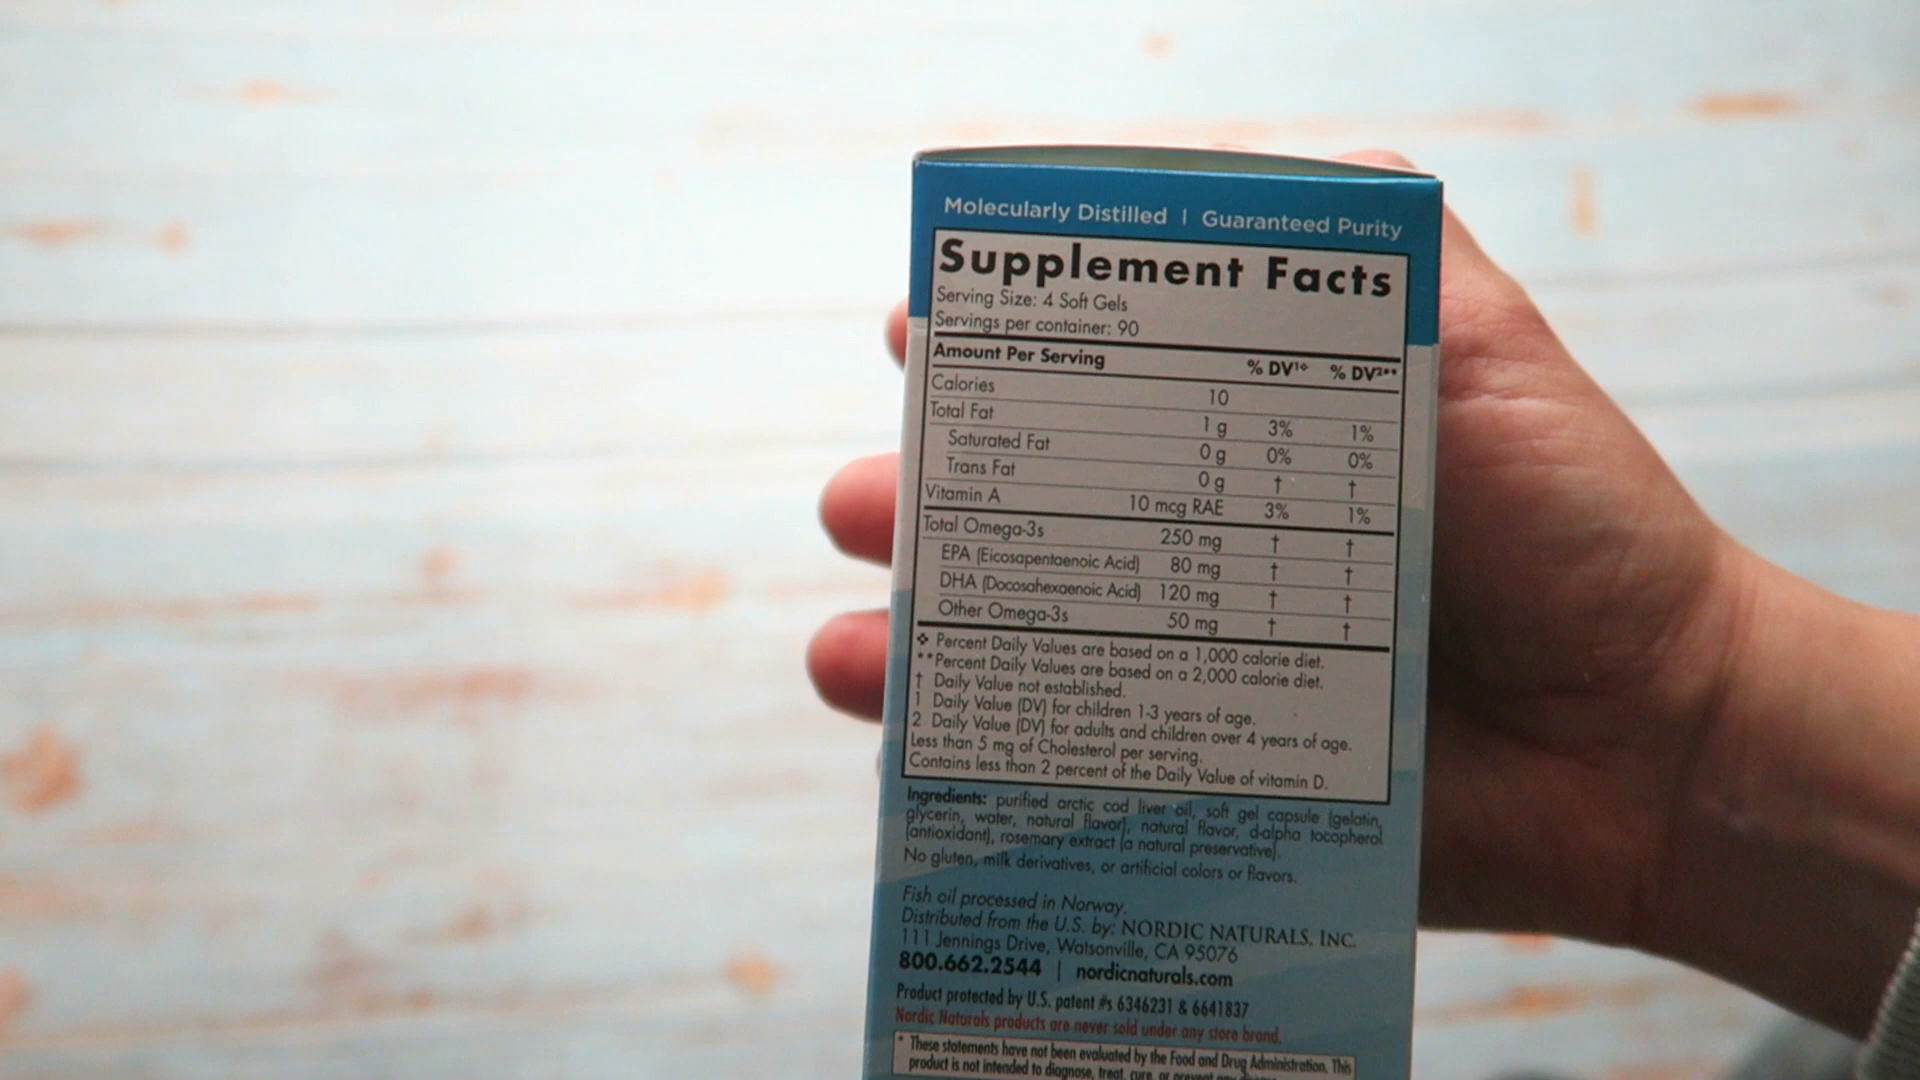 Molecularly Distilled | Guaranteed Purity
Supplement Facts
Serving Size: 4 Soft Gels
Servings per container: 90
Amount Per Serving % DV¹❖ % DV²**
Calories 10
Total Fat 1 g 3% 1%
Saturated Fat 0 g 0% 0%
Trans Fat 0 g † †
Vitamin A 10 mcg RAE 3% 1%
Total Omega-3s 250 mg † †
EPA (Eicosapentaenoic Acid) 80 mg † †
DHA (Docosahexaenoic Acid) 120 mg † †
Other Omega-3s 50 mg † †
❖ Percent Daily Values are based on a 1,000 calorie diet.
**Percent Daily Values are based on a 2,000 calorie diet.
† Daily Value not established.
1 Daily Value (DV) for children 1-3 years of age.
2 Daily Value (DV) for adults and children over 4 years of age.
Less than 5 mg of Cholesterol per serving.
Contains less than 2 percent of the Daily Value of vitamin D.
Ingredients: purified arctic cod liver oil, soft gel capsule (gelatin,
glycerin, water, natural flavor), natural flavor, d-alpha tocopherol
(antioxidant), rosemary extract (a natural preservative).
No gluten, milk derivatives, or artificial colors or flavors.
Fish oil processed in Norway.
Distributed from the U.S. by: NORDIC NATURALS, INC.
111 Jennings Drive, Watsonville, CA 95076
800.662.2544 | nordicnaturals.com
Product protected by U.S. patent #s 6346231 & 6641837
Nordic Naturals products are never sold under any store brand.
* These statements have not been evaluated by the Food and Drug Administration. This
product is not intended to diagnose, treat, cure, or prevent any